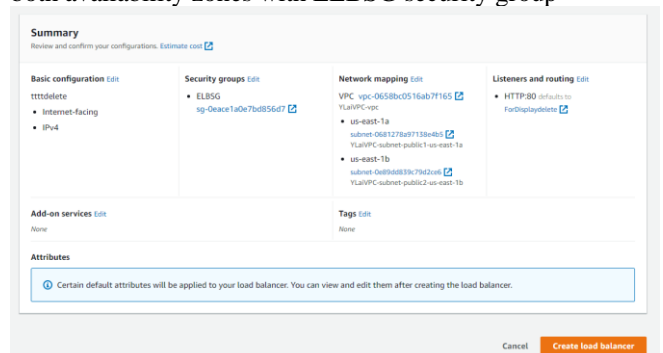 both availability zones with ELBSG security group
Summary
Review and confirm your configurations. Estimate cost
Basic configuration Edit
ttttdelete
• Internet-facing
• IPv4
Security groups Edit
• ELBSG
sg-0eace1a0e7bd856d7
Network mapping Edit
VPC vpc-0658bc0516ab7f165
YLaiVPC-vpc
• us-east-1a
subnet-0681278a97138e4b5
YLaiVPC-subnet-public1-us-east-1a
• us-east-1b
subnet-0e89dd839c79d2ce6
YLaiVPC-subnet-public2-us-east-1b
Listeners and routing Edit
• HTTP:80 defaults to
ForDisplaydelete
Add-on services Edit
None
Tags Edit
None
Attributes
Certain default attributes will be applied to your load balancer. You can view and edit them after creating the load balancer.
Cancel
Create load balancer